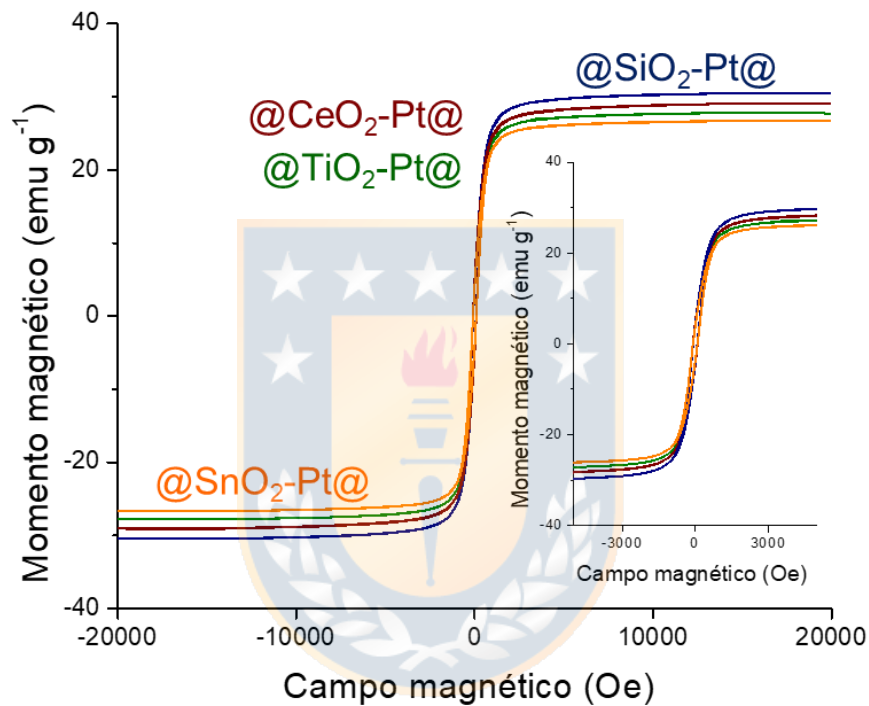 @SiO₂-Pt@
@CeO₂-Pt@
@TiO₂-Pt@
@SnO₂-Pt@
Momento magnético (emu g⁻¹)
40
20
0
-20
-40
-20000 -10000 0 10000 20000
Campo magnético (Oe)
Momento magnético (emu g⁻¹)
40
20
0
-20
-40
-3000 0 3000
Campo magnético (Oe)